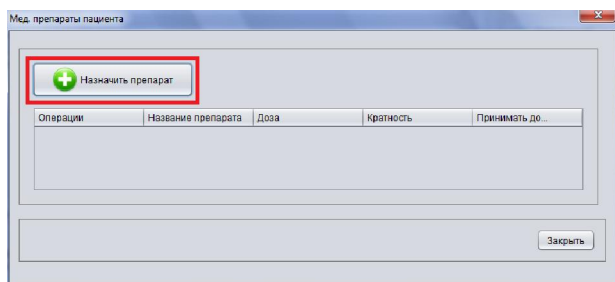 Мед. препараты пациента
Назначить препарат
Операции Название препарата Доза Кратность Принимать до...
Закрыть